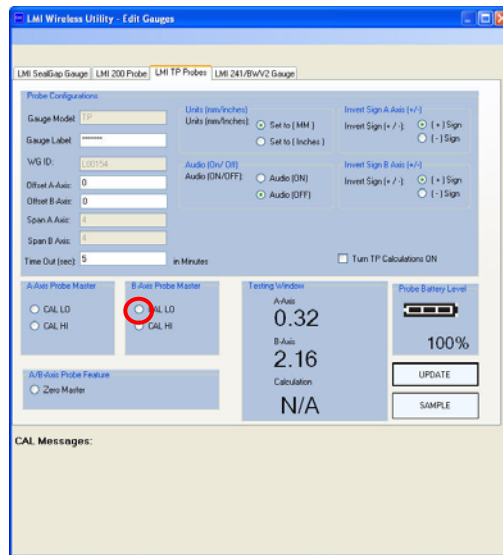 LMI Wireless Utility - Edit Gauges
LMI SealGap Gauge LMI 200 Probe LMI TP Probes LMI 241/BWV2 Gauge
Probe Configurations
Gauge Model: TP
Gauge Label: *******
WG ID: L00154
Offset A-Axis: 0
Offset B-Axis: 0
Span A Axis: 4
Span B Axis: 4
Time Out (sec): 5 in Minutes
Units (mm/inches)
Units (mm/Inches): Set to ( MM )
Set to ( Inches )
Audio (On/ Off)
Audio (ON/OFF): Audio (ON)
Audio (OFF)
Invert Sign A Axis (+/-)
Invert Sign (+ / -): ( + ) Sign
( - ) Sign
Invert Sign B Axis (+/-)
Invert Sign (+ / -): ( + ) Sign
( - ) Sign
Turn TP Calculations ON
A-Axis Probe Master
CAL LO
CAL HI
B-Axis Probe Master
CAL LO
CAL HI
A/B-Axis Probe Feature
Zero Master
Testing Window
A-Axis
0.32
B-Axis
2.16
Calculation
N/A
Probe Battery Level
100%
UPDATE
SAMPLE
CAL Messages: